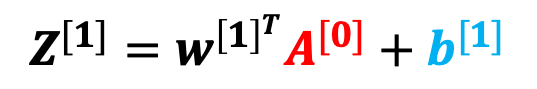 Z[1] = w[1]T A[0] + b[1]